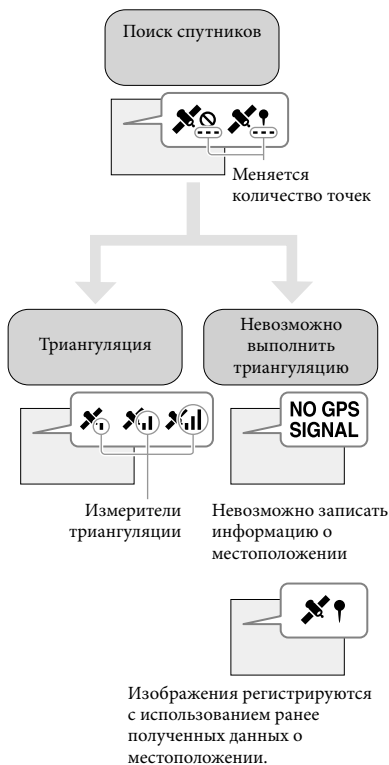 Поиск спутников
Меняется
количество точек
Триангуляция
Невозможно
выполнить
триангуляцию
NO GPS
SIGNAL
Измерители
триангуляции
Невозможно записать
информацию о
местоположении
Изображения регистрируются
с использованием ранее
полученных данных о
местоположении.